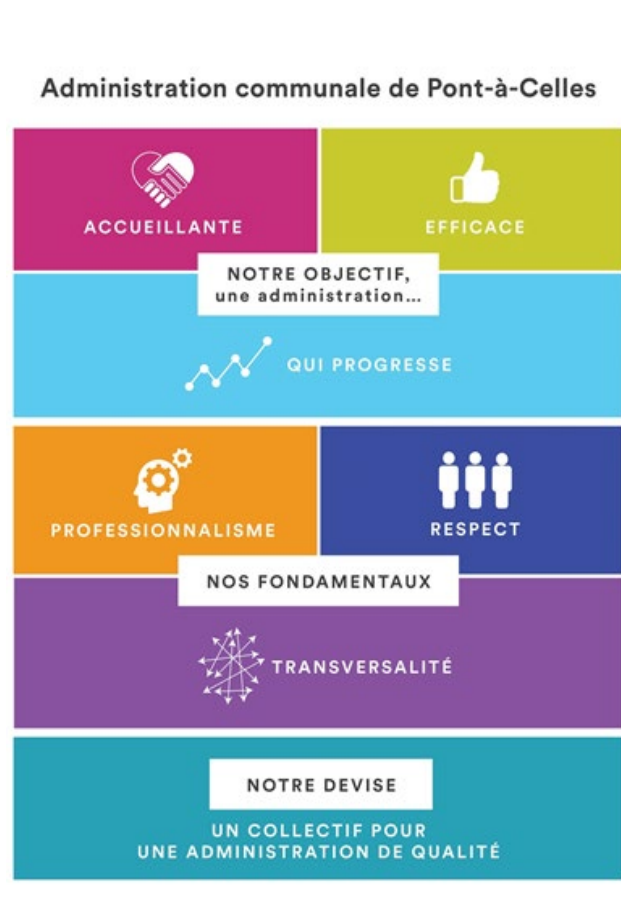 Administration communale de Pont-à-Celles
ACCUEILLANTE
EFFICACE
NOTRE OBJECTIF,
une administration...
QUI PROGRESSE
PROFESSIONNALISME
RESPECT
NOS FONDAMENTAUX
TRANSVERSALITÉ
NOTRE DEVISE
UN COLLECTIF POUR
UNE ADMINISTRATION DE QUALITÉ